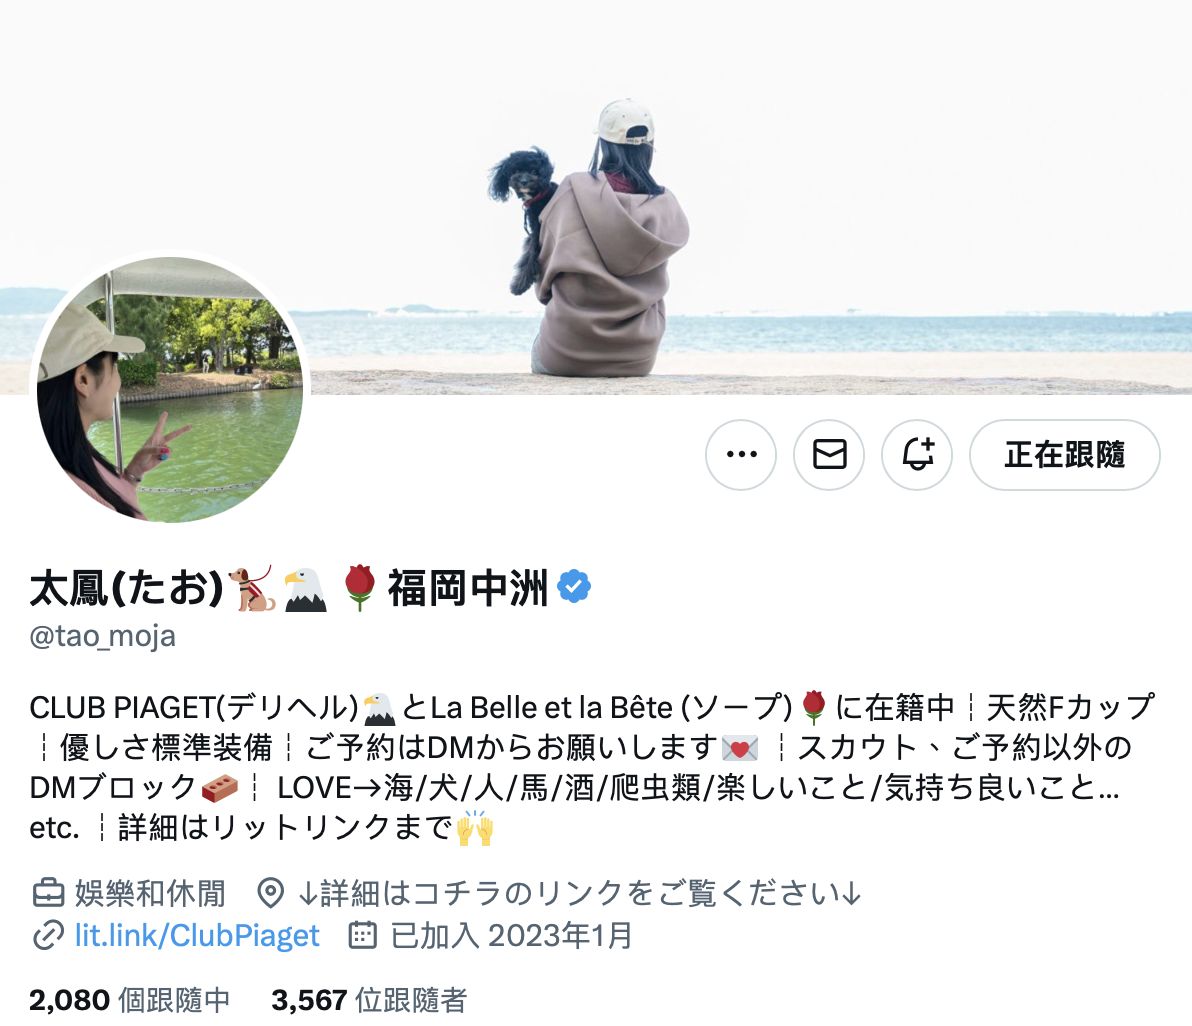 正在跟隨
太鳳(たお)🐕‍🦺🦅🌹福岡中洲
@tao_moja
CLUB PIAGET(デリヘル)🦅とLa Belle et la Bête (ソープ)🌹に在籍中┊天然Fカップ
┊優しさ標準装備┊ご予約はDMからお願いします💌┊スカウト、ご予約以外の
DMブロック🧱┊ LOVE→海/犬/人/馬/酒/爬虫類/楽しいこと/気持ち良いこと...
etc. ┊詳細はリットリンクまで🙌
娛樂和休閒 ↓詳細はコチラのリンクをご覧ください↓
lit.link/ClubPiaget 已加入 2023年1月
2,080 個跟隨中 3,567 位跟隨者